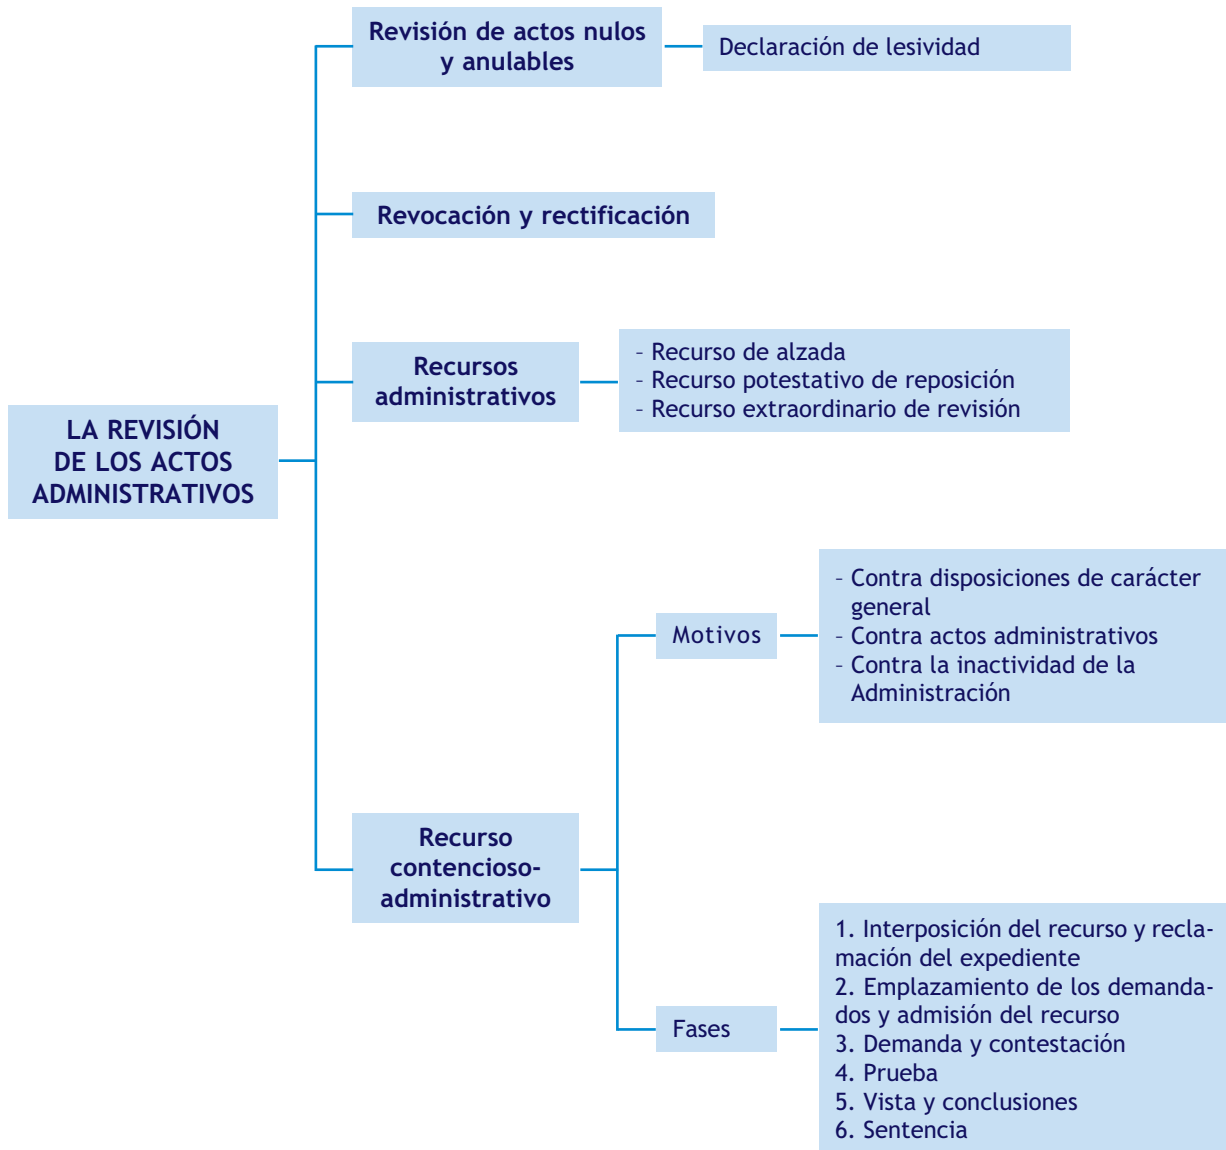 Revisión de actos nulos
y anulables
Declaración de lesividad
Revocación y rectificación
Recursos
administrativos
- Recurso de alzada
- Recurso potestativo de reposición
- Recurso extraordinario de revisión
LA REVISIÓN
DE LOS ACTOS
ADMINISTRATIVOS
Motivos
- Contra disposiciones de carácter
general
- Contra actos administrativos
- Contra la inactividad de la
Administración
Recurso
contencioso-
administrativo
Fases
1. Interposición del recurso y recla-
mación del expediente
2. Emplazamiento de los demanda-
dos y admisión del recurso
3. Demanda y contestación
4. Prueba
5. Vista y conclusiones
6. Sentencia